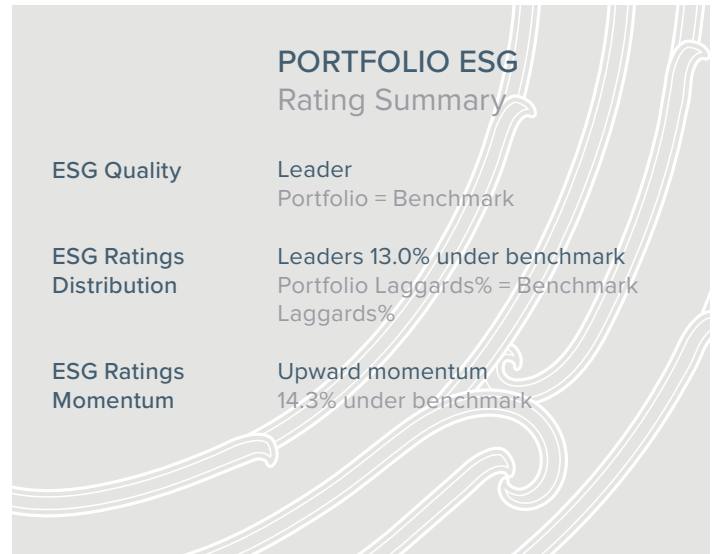 PORTFOLIO ESG
Rating Summary
ESG Quality
Leader
Portfolio = Benchmark
ESG Ratings
Distribution
Leaders 13.0% under benchmark
Portfolio Laggards% = Benchmark
Laggards%
ESG Ratings
Momentum
Upward momentum
14.3% under benchmark